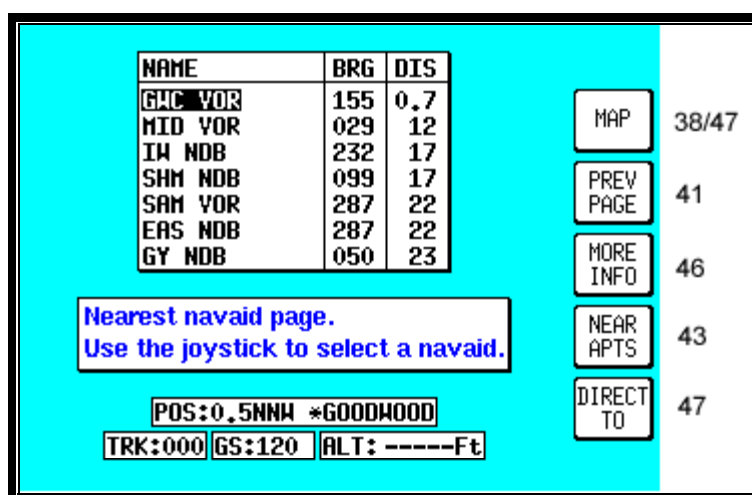 NAME BRG DIS
GWC VOR 155 0.7
MID VOR 029 12
IW NDB 232 17
SHM NDB 099 17
SAM VOR 287 22
EAS NDB 287 22
GY NDB 050 23
Nearest navaid page.
Use the joystick to select a navaid.
POS:0.5NNW *GOODWOOD
TRK:000 GS:120 ALT: -----Ft
MAP 38/47
PREV
PAGE 41
MORE
INFO 46
NEAR
APTS 43
DIRECT
TO 47